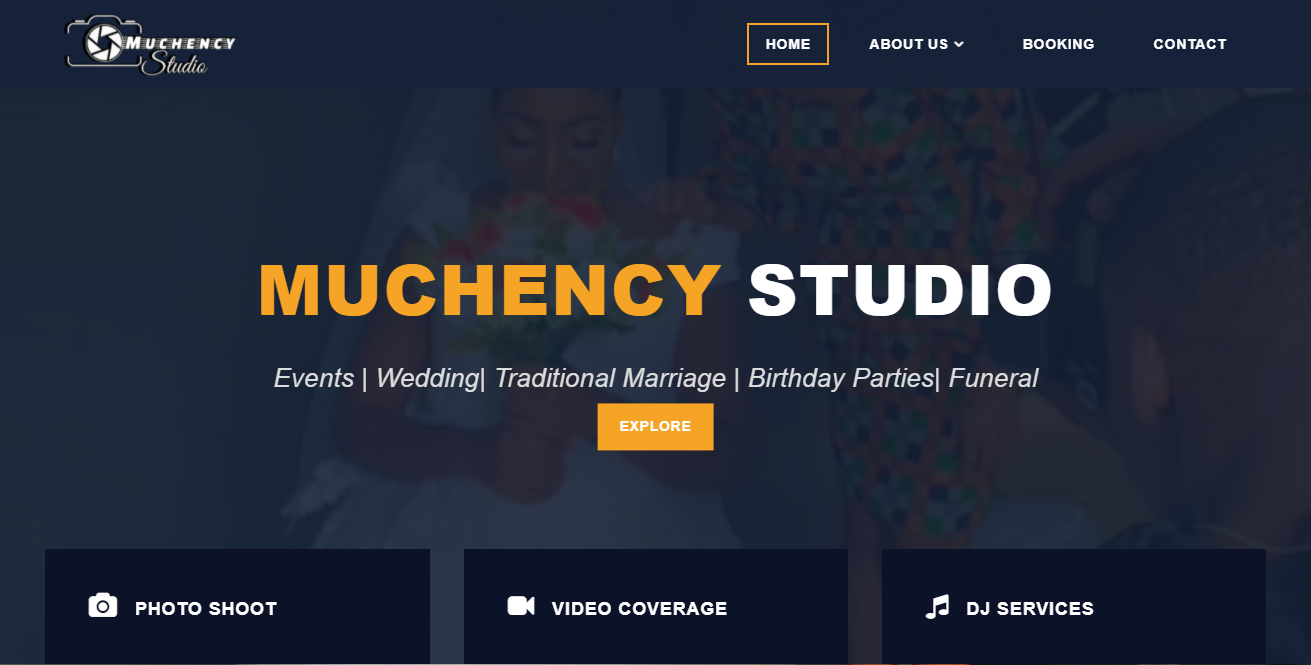 MUCHENCY
Studio
HOME
ABOUT US
BOOKING
CONTACT
MUCHENCY STUDIO
Events | Wedding| Traditional Marriage | Birthday Parties| Funeral
EXPLORE
PHOTO SHOOT
VIDEO COVERAGE
DJ SERVICES